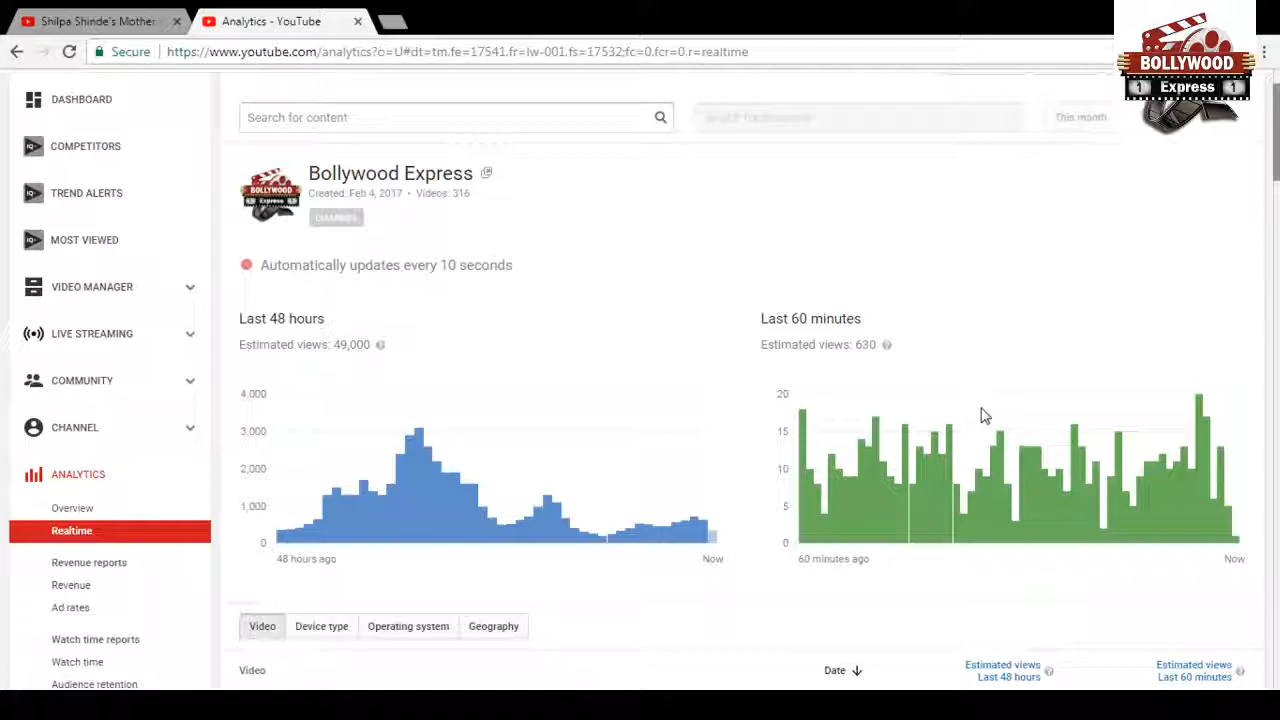 Shilpa Shinde's Mother
Analytics - YouTube
Secure
https://www.youtube.com/analytics?o=U#dt=tm.fe=17541.fr=lw-001.fs=17532;fc=0.fcr=0.r=realtime
BOLLYWOOD
1 Express 1
DASHBOARD
COMPETITORS
TREND ALERTS
MOST VIEWED
VIDEO MANAGER
LIVE STREAMING
COMMUNITY
CHANNEL
ANALYTICS
Overview
Realtime
Revenue reports
Revenue
Ad rates
Watch time reports
Watch time
Audience retention
Search for content
This month
BOLLYWOOD
Express
Bollywood Express
Created: Feb 4, 2017 • Videos: 316
Automatically updates every 10 seconds
Last 48 hours
Estimated views: 49,000
4,000
3,000
2,000
1,000
0
48 hours ago
Now
Last 60 minutes
Estimated views: 630
20
15
10
5
0
60 minutes ago
Now
Video
Device type
Operating system
Geography
Video
Date
Estimated views
Last 48 hours
Estimated views
Last 60 minutes